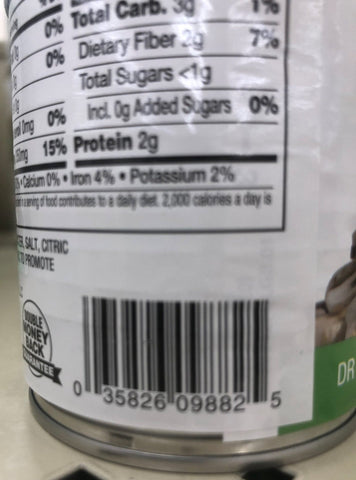 0% Total Carb. 3g 1%
0% Dietary Fiber 2g 7%
Total Sugars <1g
0mg 0% Incl. 0g Added Sugars 0%
15% Protein 2g
Calcium 0% • Iron 4% • Potassium 2%
in a serving of food contributes to a daily diet. 2,000 calories a day is
SALT, CITRIC
TO PROMOTE
DOUBLE
MONEY
BACK
GUARANTEE
DR
0 35826 09882 5